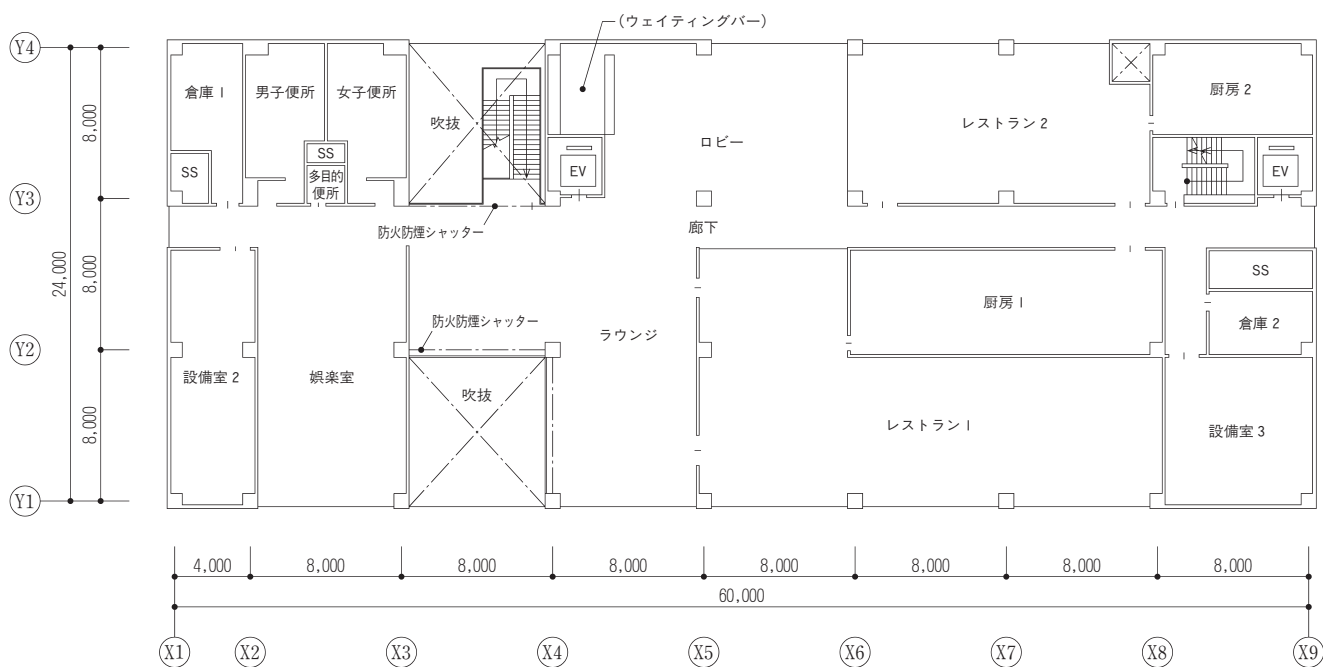 (ウェイティングバー)
Y4
倉庫 1
男子便所
女子便所
吹抜
ロビー
レストラン 2
厨房 2
8,000
SS
SS
多目的
便所
EV
EV
Y3
防火防煙シャッター
廊下
24,000
8,000
SS
厨房 1
倉庫 2
防火防煙シャッター
ラウンジ
Y2
設備室 2
娯楽室
吹抜
レストラン 1
設備室 3
8,000
Y1
4,000
8,000
8,000
8,000
8,000
8,000
8,000
8,000
60,000
X1
X2
X3
X4
X5
X6
X7
X8
X9